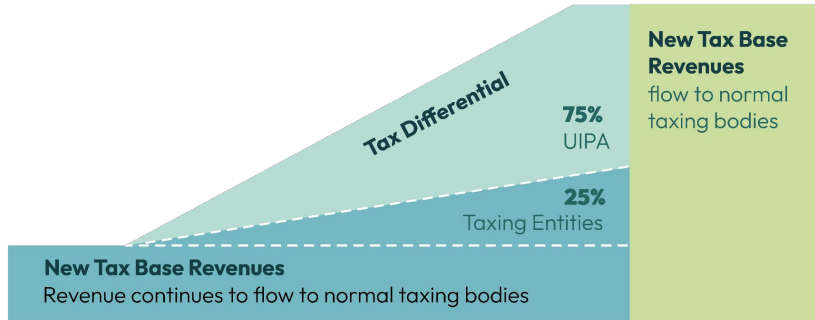 New Tax Base
Revenues
flow to normal
taxing bodies
Tax Differential
75%
UIPA
25%
Taxing Entities
New Tax Base Revenues
Revenue continues to flow to normal taxing bodies